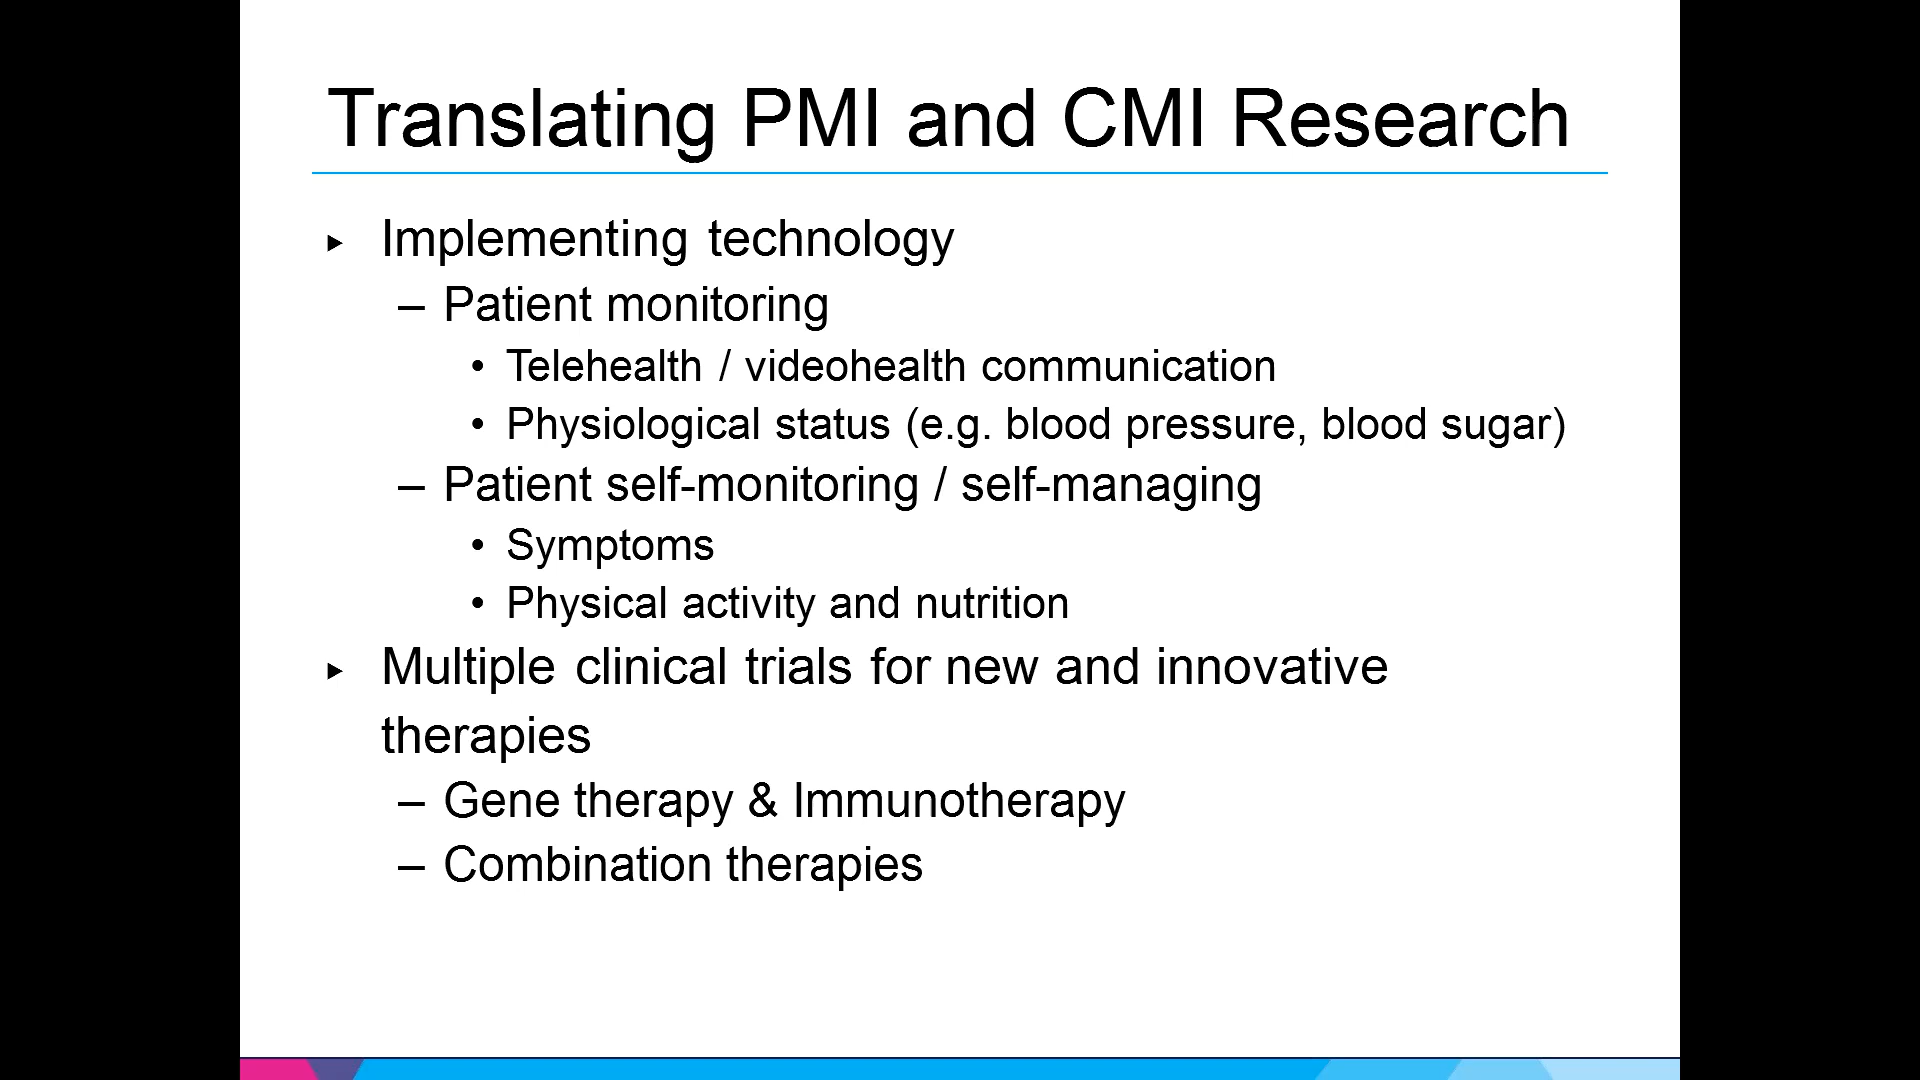 Translating PMI and CMI Research
▸ Implementing technology
– Patient monitoring
• Telehealth / videohealth communication
• Physiological status (e.g. blood pressure, blood sugar)
– Patient self-monitoring / self-managing
• Symptoms
• Physical activity and nutrition
▸ Multiple clinical trials for new and innovative
therapies
– Gene therapy & Immunotherapy
– Combination therapies